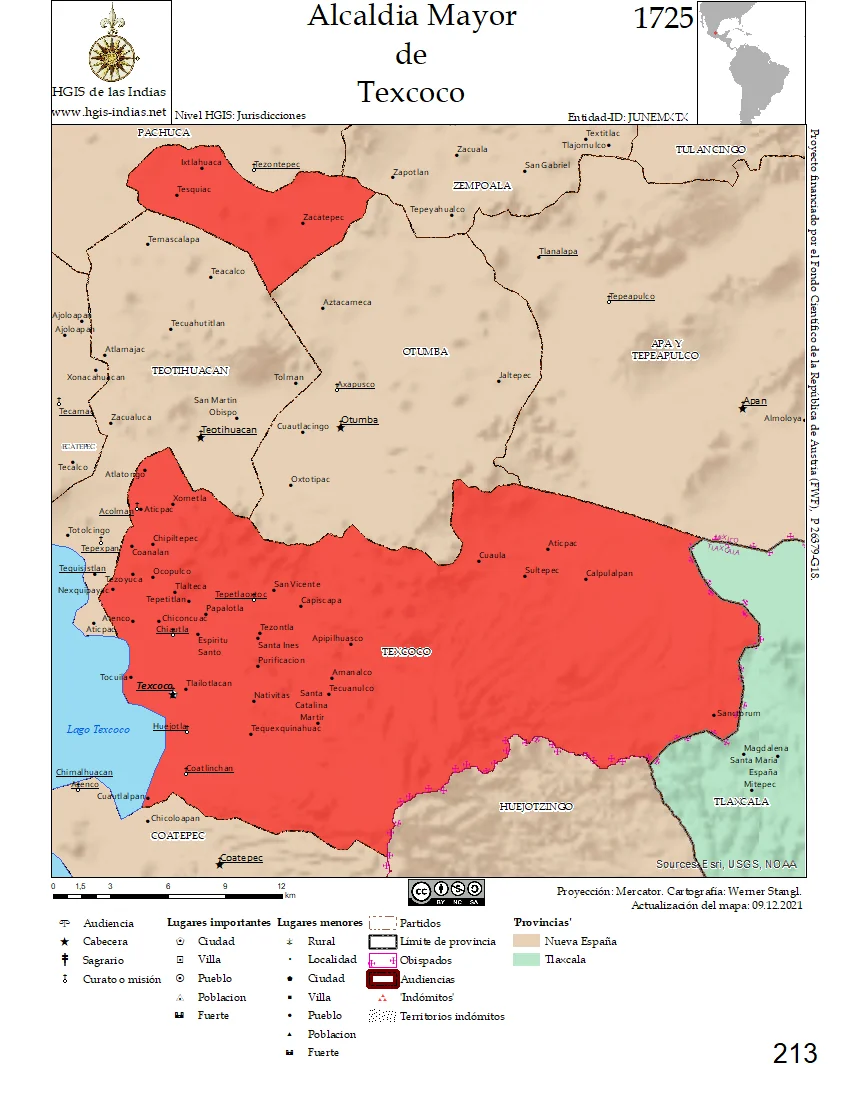 Alcaldia Mayor
de
Texcoco
1725
HGIS de las Indias
www.hgis-indias.net
Nivel HGIS: Jurisdicciones
Entidad-ID: JUNEMXTX
PACHUCA
Textitlac
Tlajomulco
Zacuala
TULANCINGO
Ixtlahuaca
Tezontepec
San Gabriel
Zapotlan
ZEMPOALA
Tesquiac
Tepeyahualco
Zacatepec
Temascalapa
Tlanalapa
Teacalco
Tepeapulco
Aztacameca
Ajoloapan
Ajoloapan
Tecuahutitlan
APA Y
TEPEAPULCO
Atlamajac
OTUMBA
TEOTIHUACAN
Xonacahuacan
Tolman
Axapusco
Jaltepec
San Martin
Obispo
Tecamac
Zacualuca
Apan
Almoloya
Teotihuacan
Cuautlacingo
Otumba
ECATEPEC
Tecalco
Atlatongo
Oxtotipac
Xometla
Acolman
Aticpac
Totolcingo
Chipiltepec
MEXICO
TLAXCALA
Tepexpan
Coanalan
Cuaula
Aticpac
Tequisistlan
Tezoyuca
Ocopulco
Sultepec
Calpulalpan
Nexquipayac
Tlalteca
Tepetlaoxtoc
San Vicente
Tepetitlan
Capiscapa
Papalotla
Atenco
Chiconcuac
Aticpac
Chiautla
Espiritu
Santo
Tezontla
Santa Ines
Apipilhuasco
TEXCOCO
Purificacion
Tocuila
Texcoco
Tlailotlacan
Amanalco
Tecuanulco
Nativitas
Santa
Catalina
Martir
Sanctorum
Lago Texcoco
Huejotla
Tequexquinahuac
Magdalena
Santa Maria
España
Mitepec
TLAXCALA
Chimalhuacan
Atenco
Coatlinchan
Cuautlalpan
HUEJOTZINGO
Chicoloapan
COATEPEC
Coatepec
Sources: Esri, USGS, NOAA
Proyecto financiado por el Fondo Científico de la República de Austria (FWF), P 26379-G18.
0 1,5 3 6 9 12
km
CC BY NC SA
Proyección: Mercator. Cartografía: Werner Stangl.
Actualización del mapa: 09.12.2021
Audiencia
Cabecera
Sagrario
Curato o misión
Lugares importantes
Ciudad
Villa
Pueblo
Poblacion
Fuerte
Lugares menores
Rural
Localidad
Ciudad
Villa
Pueblo
Poblacion
Fuerte
Partidos
Límite de provincia
Obispados
Audiencias
'Indómitos'
Territorios indómitos
'Provincias'
Nueva España
Tlaxcala
213